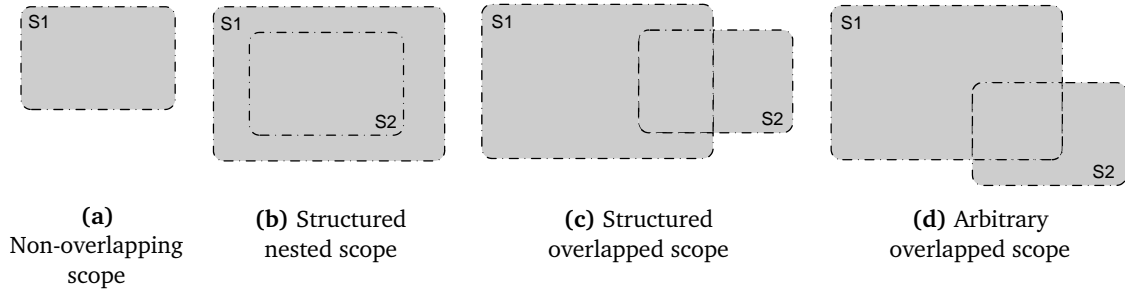 S1
S1
S2
S1
S2
S1
S2
(a)
Non-overlapping
scope
(b) Structured
nested scope
(c) Structured
overlapped scope
(d) Arbitrary
overlapped scope